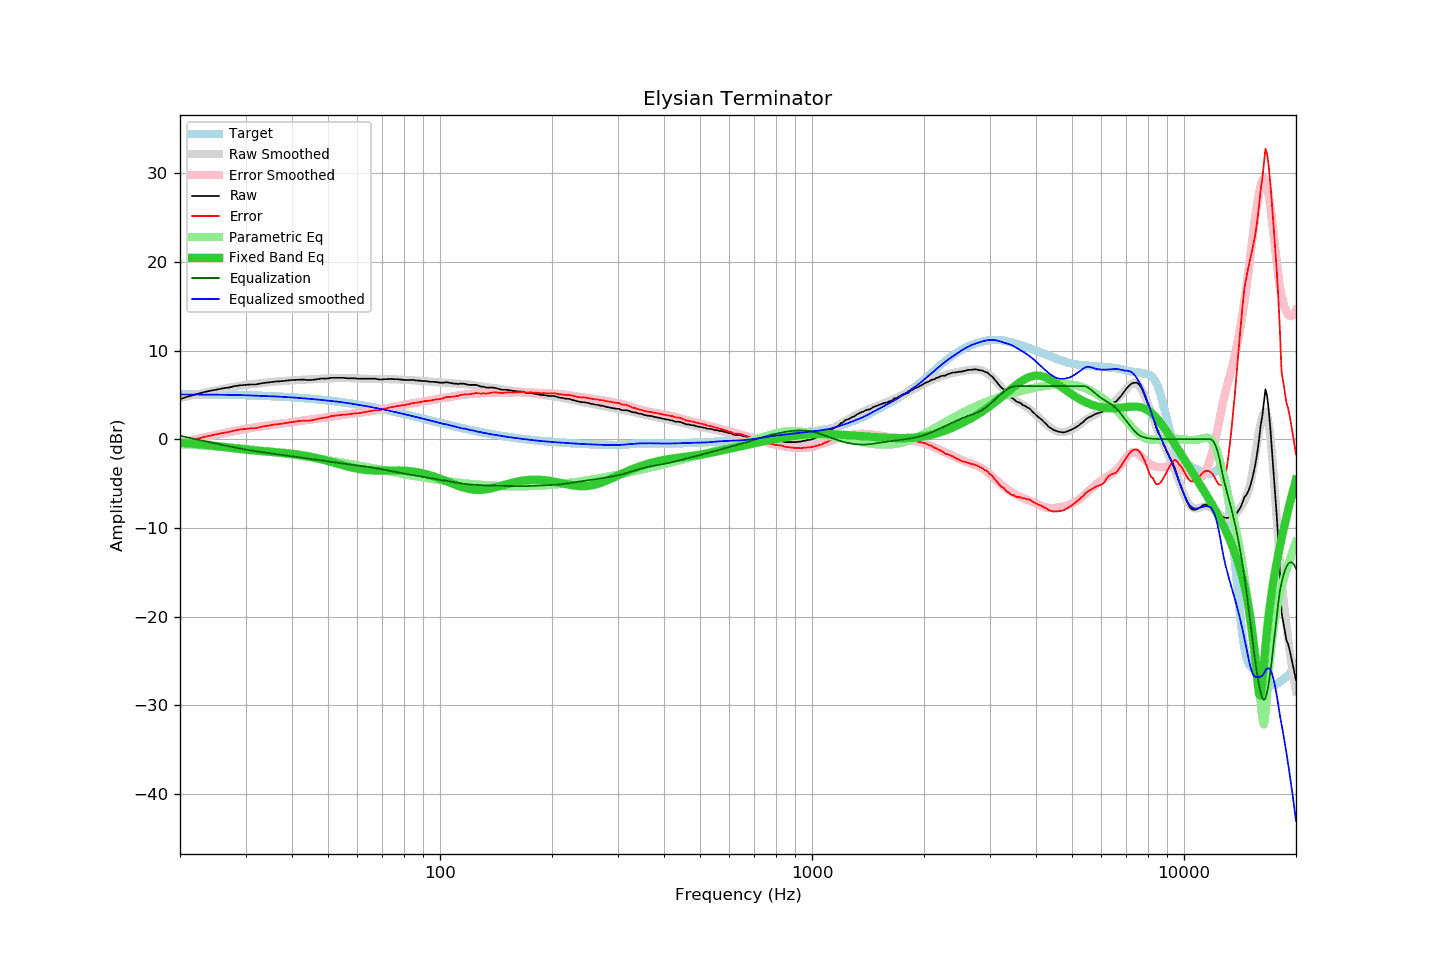 Elysian Terminator
Target
Raw Smoothed
Error Smoothed
Raw
Error
Parametric Eq
Fixed Band Eq
Equalization
Equalized smoothed
30
20
10
0
−10
−20
−30
−40
Amplitude (dBr)
100
1000
10000
Frequency (Hz)